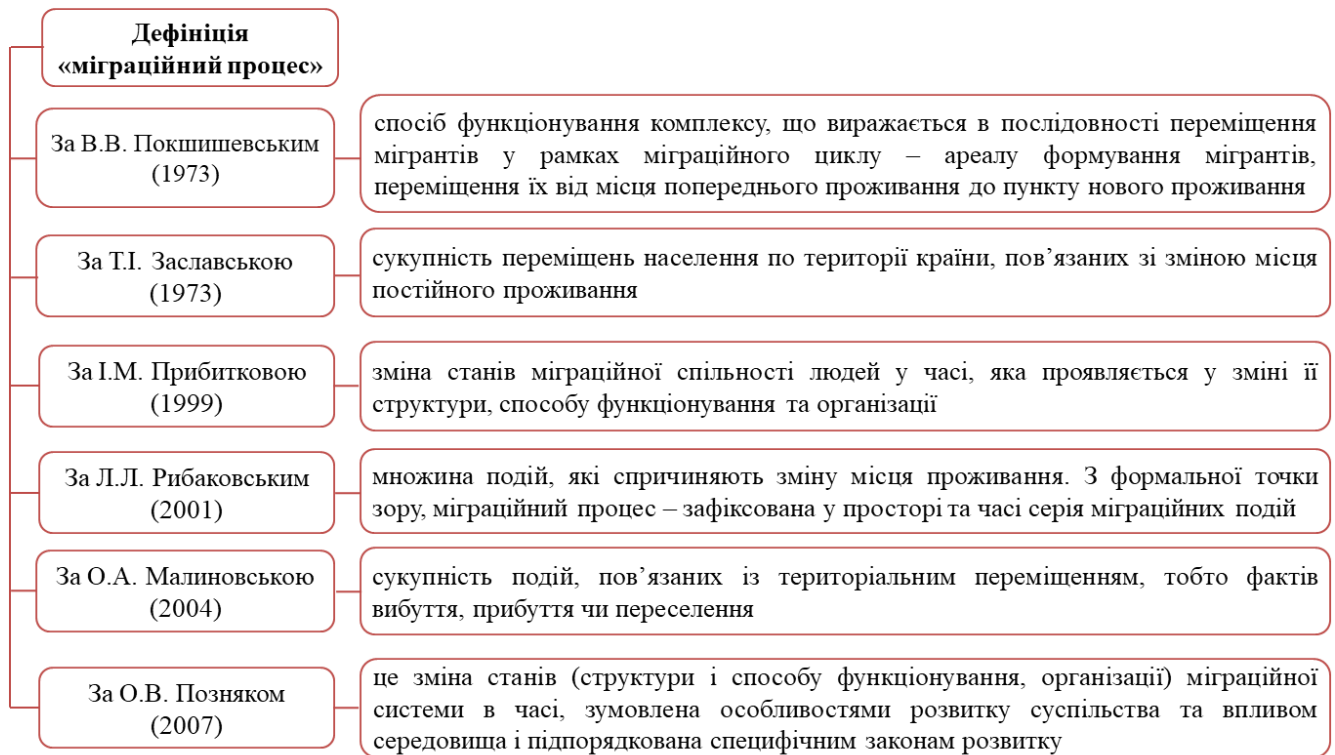 Дефініція
«міграційний процес»
За В.В. Покшишевським
(1973)
спосіб функціонування комплексу, що виражається в послідовності переміщення
мігрантів у рамках міграційного циклу – ареалу формування мігрантів,
переміщення їх від місця попереднього проживання до пункту нового проживання
За Т.І. Заславською
(1973)
сукупність переміщень населення по території країни, пов’язаних зі зміною місця
постійного проживання
За І.М. Прибитковою
(1999)
зміна станів міграційної спільності людей у часі, яка проявляється у зміні її
структури, способу функціонування та організації
За Л.Л. Рибаковським
(2001)
множина подій, які спричиняють зміну місця проживання. З формальної точки
зору, міграційний процес – зафіксована у просторі та часі серія міграційних подій
За О.А. Малиновською
(2004)
сукупність подій, пов’язаних із територіальним переміщенням, тобто фактів
вибуття, прибуття чи переселення
За О.В. Позняком
(2007)
це зміна станів (структури і способу функціонування, організації) міграційної
системи в часі, зумовлена особливостями розвитку суспільства та впливом
середовища і підпорядкована специфічним законам розвитку